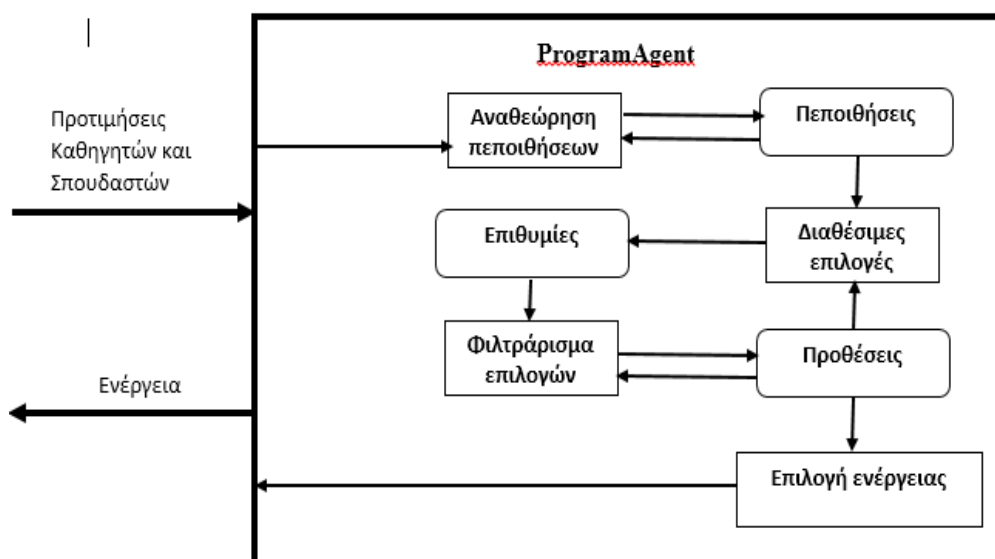 ProgramAgent
Προτιμήσεις
Καθηγητών και
Σπουδαστών
Αναθεώρηση
πεποιθήσεων
Πεποιθήσεις
Επιθυμίες
Διαθέσιμες
επιλογές
Φιλτράρισμα
επιλογών
Προθέσεις
Ενέργεια
Επιλογή ενέργειας